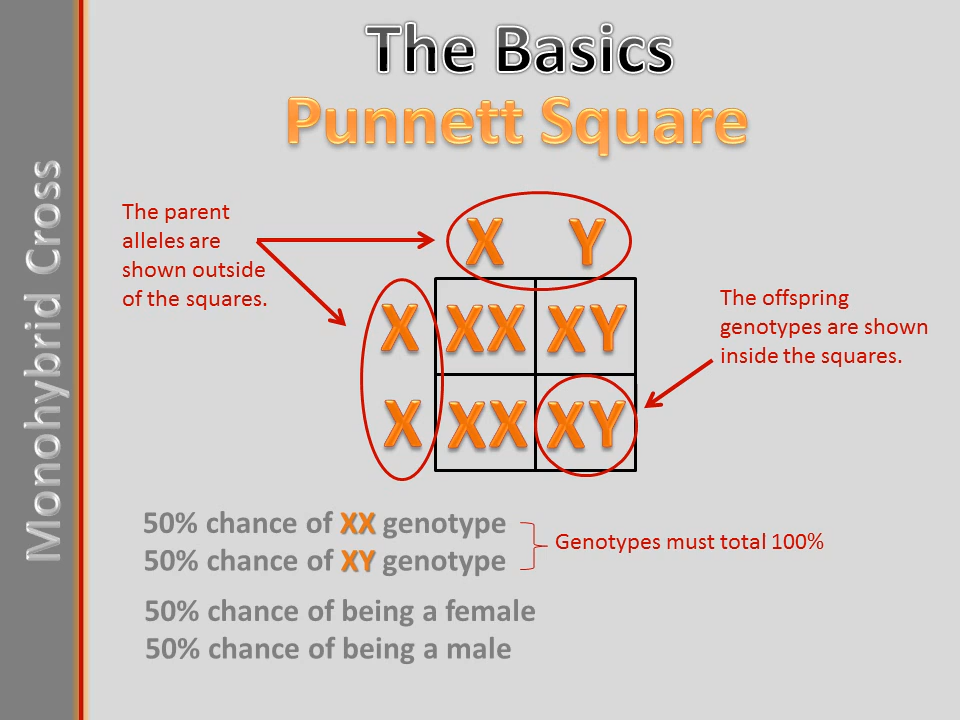 Monohybrid Cross
The Basics
Punnett Square
The parent
alleles are
shown outside
of the squares.
X Y
X XX XY
X XX XY
The offspring
genotypes are shown
inside the squares.
50% chance of XX genotype
50% chance of XY genotype
Genotypes must total 100%
50% chance of being a female
50% chance of being a male